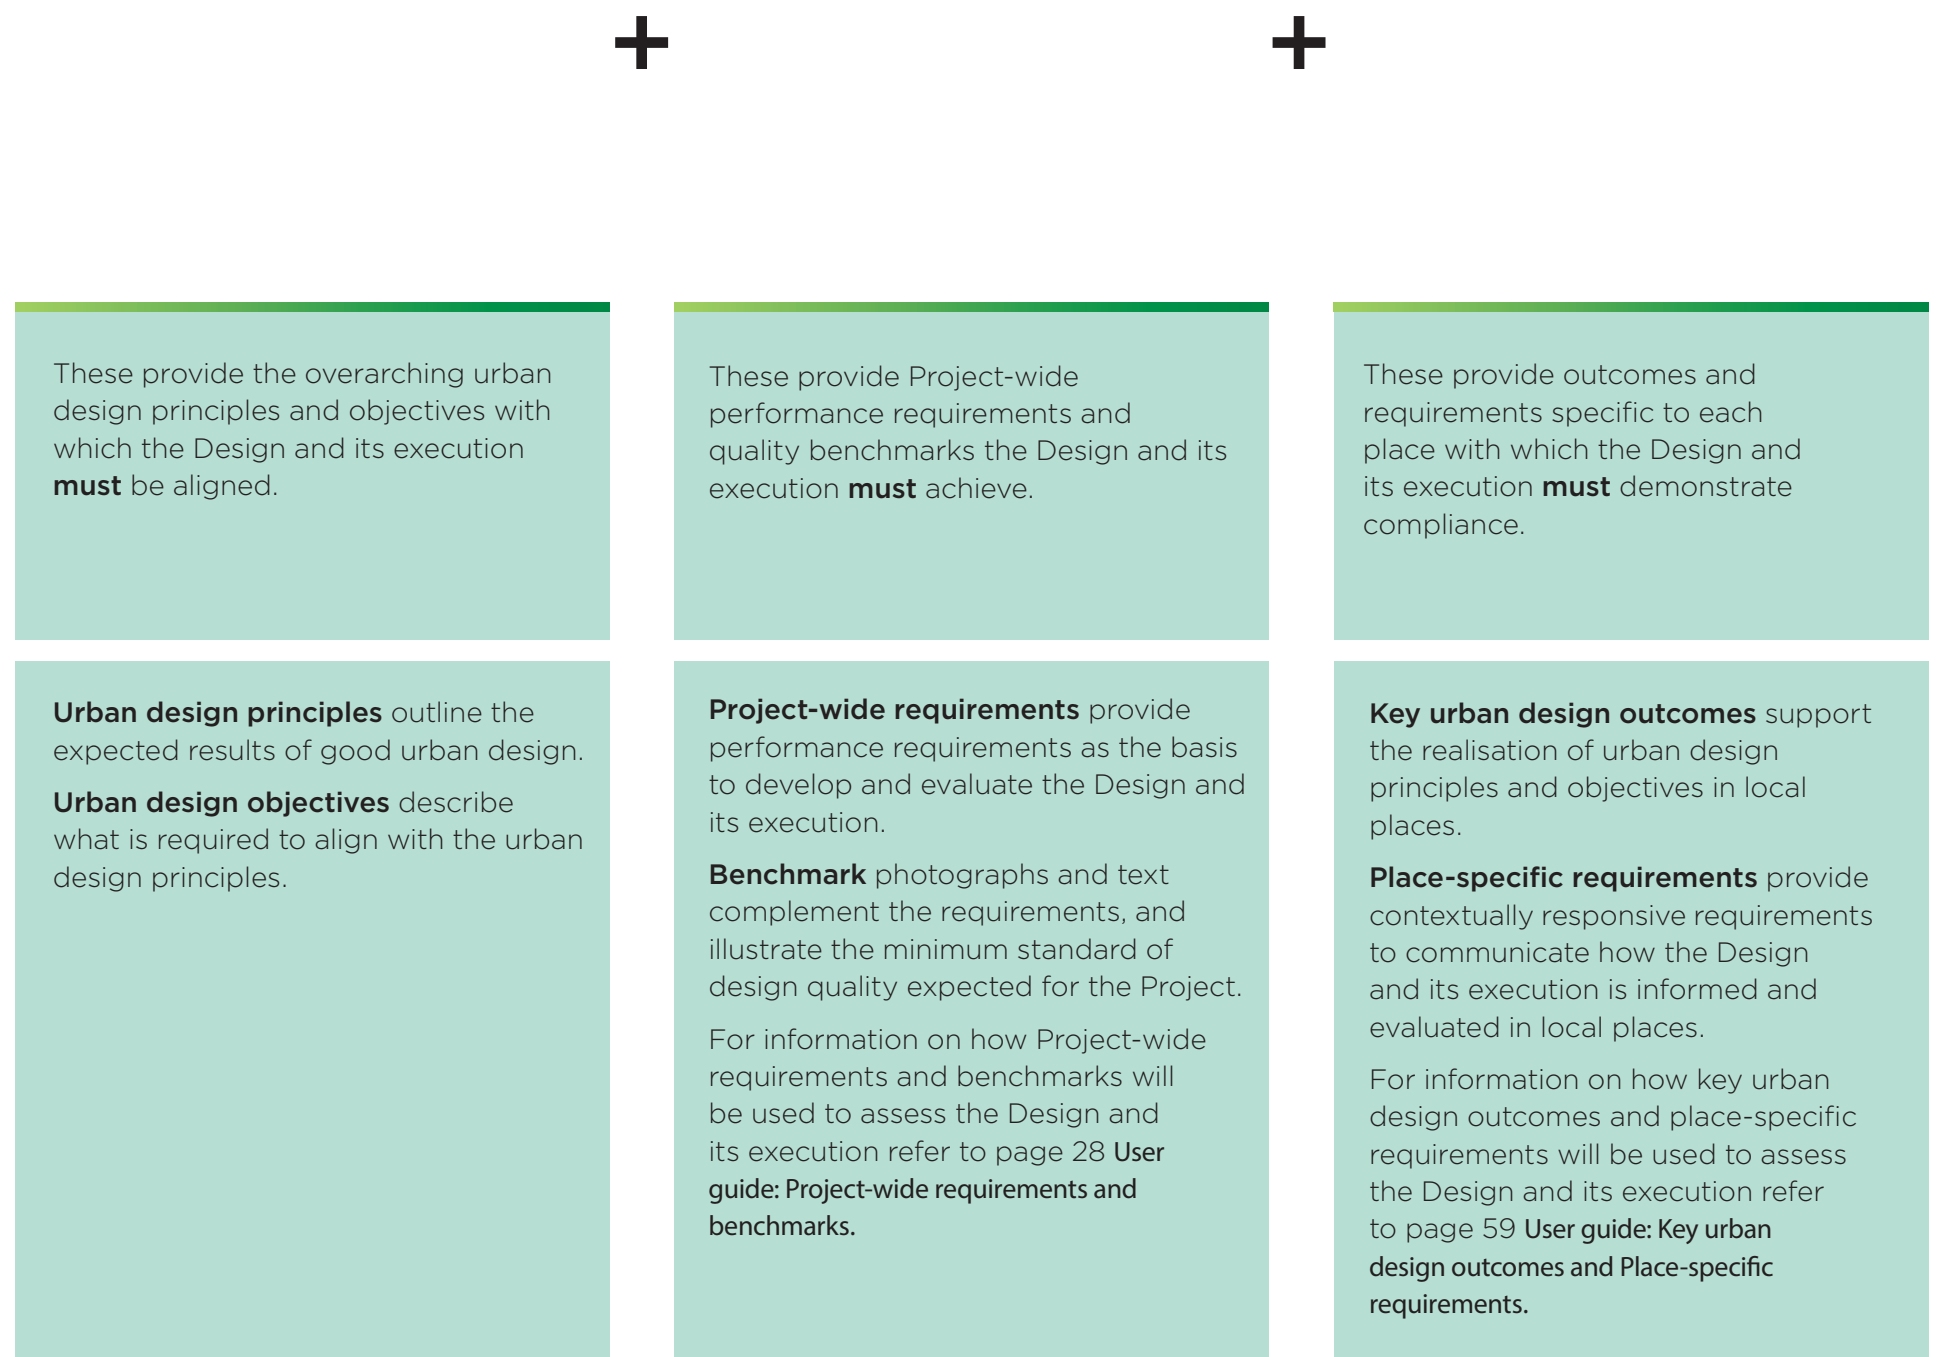 +
+
These provide the overarching urban
design principles and objectives with
which the Design and its execution
must be aligned.
Urban design principles outline the
expected results of good urban design.
Urban design objectives describe
what is required to align with the urban
design principles.
These provide Project-wide
performance requirements and
quality benchmarks the Design and its
execution must achieve.
Project-wide requirements provide
performance requirements as the basis
to develop and evaluate the Design and
its execution.
Benchmark photographs and text
complement the requirements, and
illustrate the minimum standard of
design quality expected for the Project.
For information on how Project-wide
requirements and benchmarks will
be used to assess the Design and
its execution refer to page 28 User
guide: Project-wide requirements and
benchmarks.
These provide outcomes and
requirements specific to each
place with which the Design and
its execution must demonstrate
compliance.
Key urban design outcomes support
the realisation of urban design
principles and objectives in local
places.
Place-specific requirements provide
contextually responsive requirements
to communicate how the Design
and its execution is informed and
evaluated in local places.
For information on how key urban
design outcomes and place-specific
requirements will be used to assess
the Design and its execution refer
to page 59 User guide: Key urban
design outcomes and Place-specific
requirements.